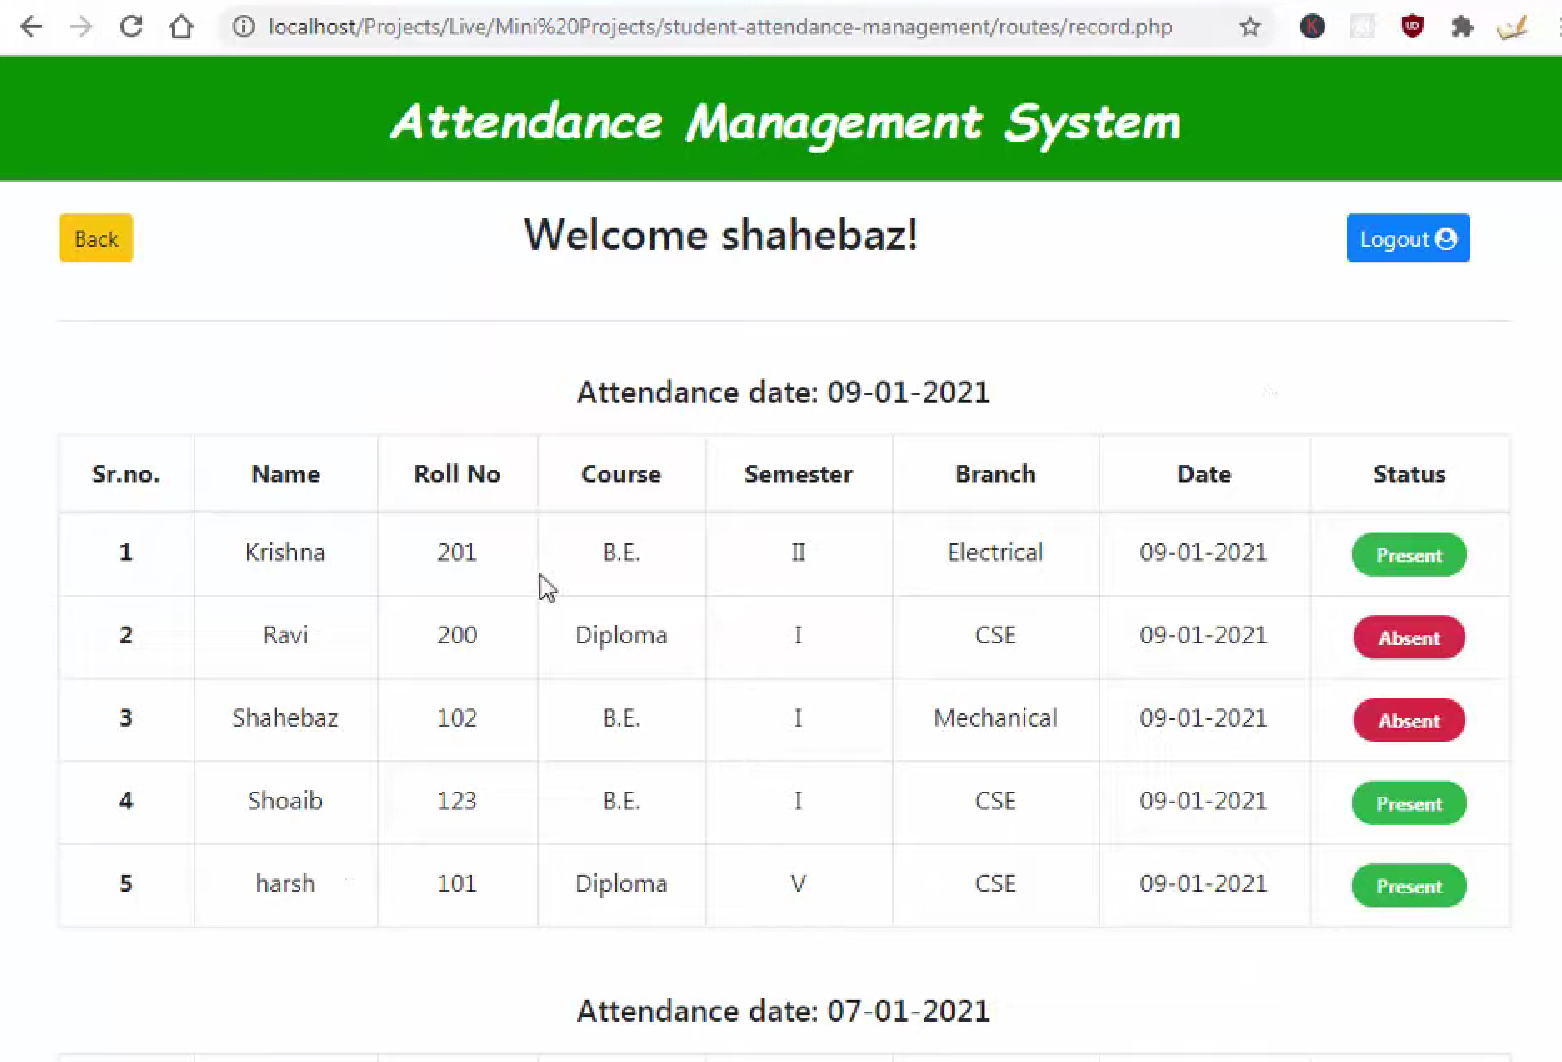 localhost/Projects/Live/Mini%20Projects/student-attendance-management/routes/record.php
Attendance Management System
Back
Welcome shahebaz!
Logout
Attendance date: 09-01-2021
Sr.no. Name Roll No Course Semester Branch Date Status
1 Krishna 201 B.E. II Electrical 09-01-2021 Present
2 Ravi 200 Diploma I CSE 09-01-2021 Absent
3 Shahebaz 102 B.E. I Mechanical 09-01-2021 Absent
4 Shoaib 123 B.E. I CSE 09-01-2021 Present
5 harsh 101 Diploma V CSE 09-01-2021 Present
Attendance date: 07-01-2021